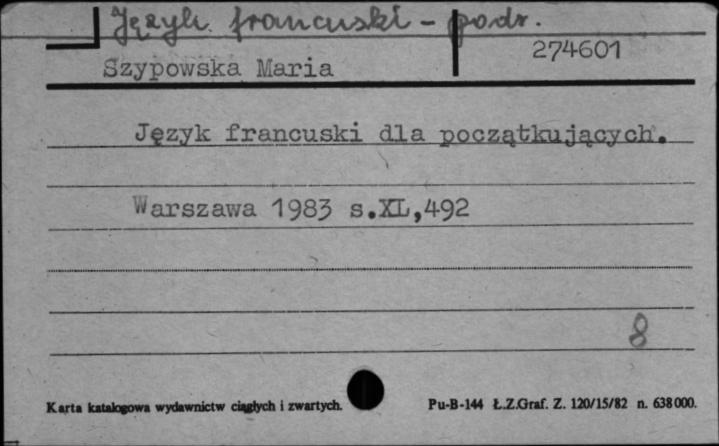 Język francuski - podr.
274601
Szypowska Maria
Język francuski dla początkujących.
Warszawa 1983 s.XL,492
8
Karta katalogowa wydawnictw ciągłych i zwartych.
Pu-B-144 Ł.Z.Graf. Z. 120/15/82 n. 638000.